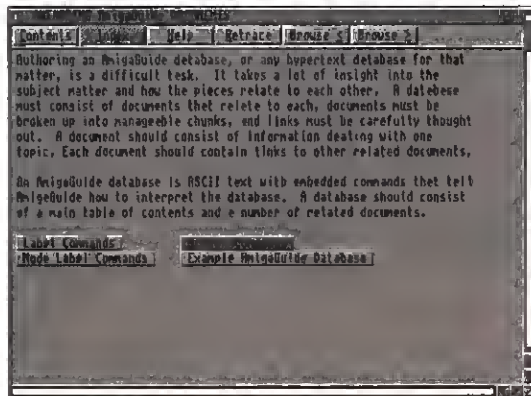 Contents Index Help Retrace Browse < Browse >
Authoring an AmigaGuide database, or any hypertext database for that
matter, is a difficult task. It takes a lot of insight into the
subject matter and how the pieces relate to each other. A database
must consist of documents that relate to each, documents must be
broken up into manageable chunks, and links must be carefully thought
out. A document should consist of information dealing with one
topic. Each document should contain links to other related documents.
An AmigaGuide database is ASCII text with embedded commands that tell
AmigaGuide how to interpret the database. A database should consist
of a main table of contents and a number of related documents.
Label Commands
Node 'Label' Commands Example AmigaGuide Database